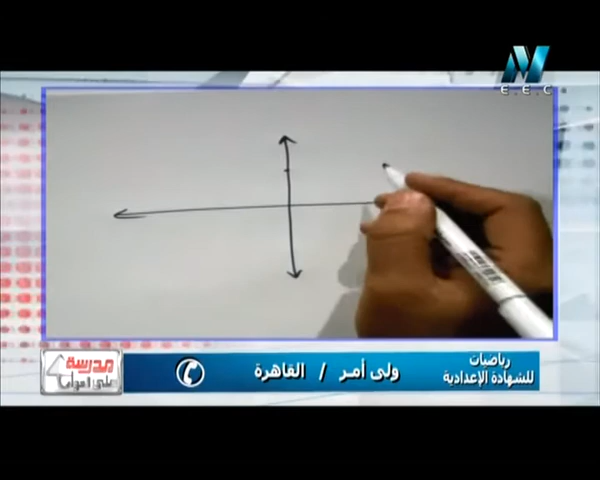 E.E.C
رياضيات
للشهادة الإعدادية
ولى أمر / القاهرة
مدرسة
على الهواء